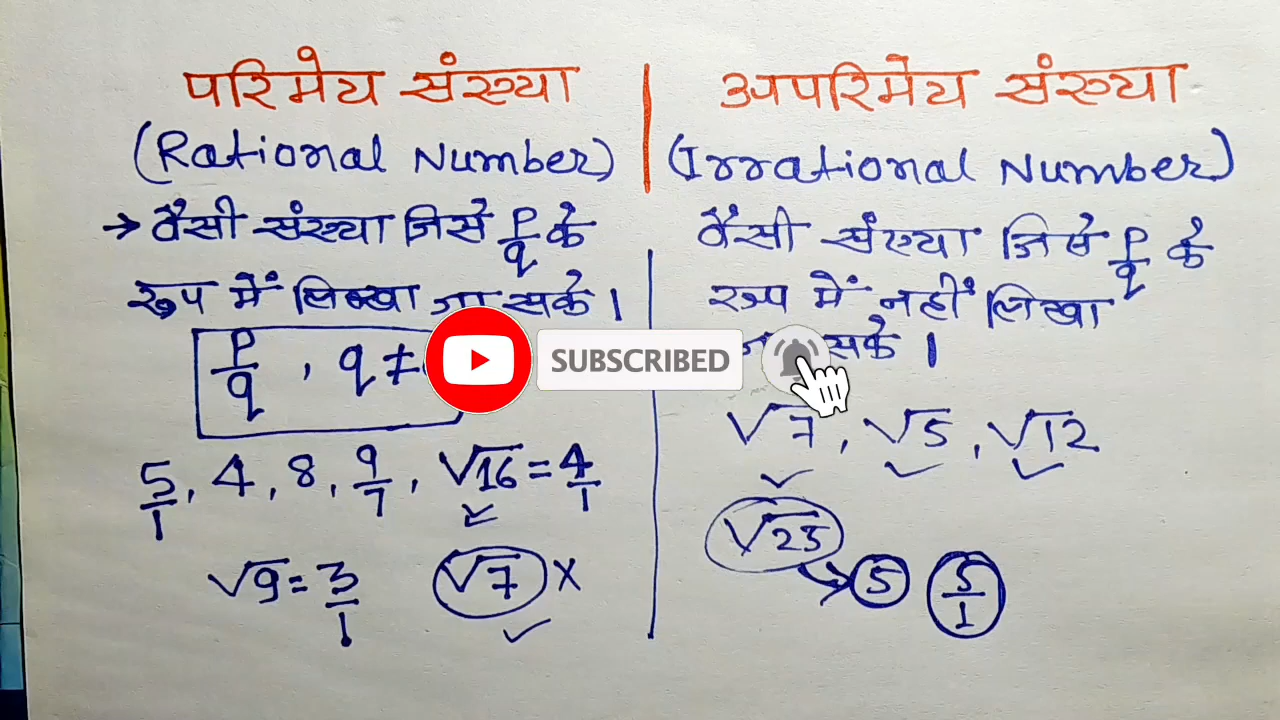 परिमेय संख्या
(Rational Number)
→ वैसी संख्या जिसे p/q के
रूप में लिखा जा सके।
p/q , q ≠
5/1, 4, 8, 9/7, √16 = 4/1
√9 = 3/1 √7 ×
अपरिमेय संख्या
(Irrational Number)
वैसी संख्या जिसे p/q के
रूप में नहीं लिखा
सके।
√7, √5, √12
√25
5 5/1
SUBSCRIBED